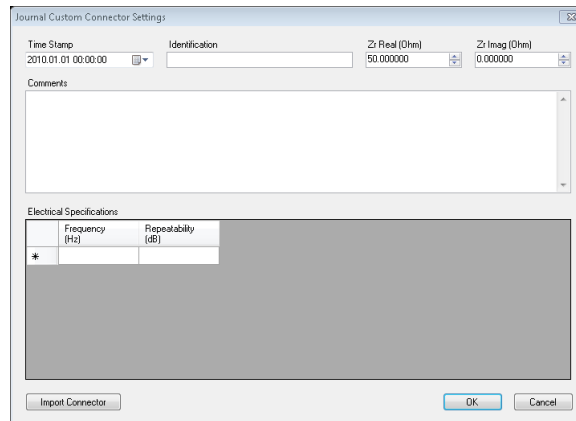 Journal Custom Connector Settings
Time Stamp Identification Zr Real (Ohm) Zr Imag (Ohm)
2010.01.01 00:00:00 50.000000 0.000000
Comments
Electrical Specifications
Frequency (Hz) Repeatability (dB)
*
Import Connector OK Cancel